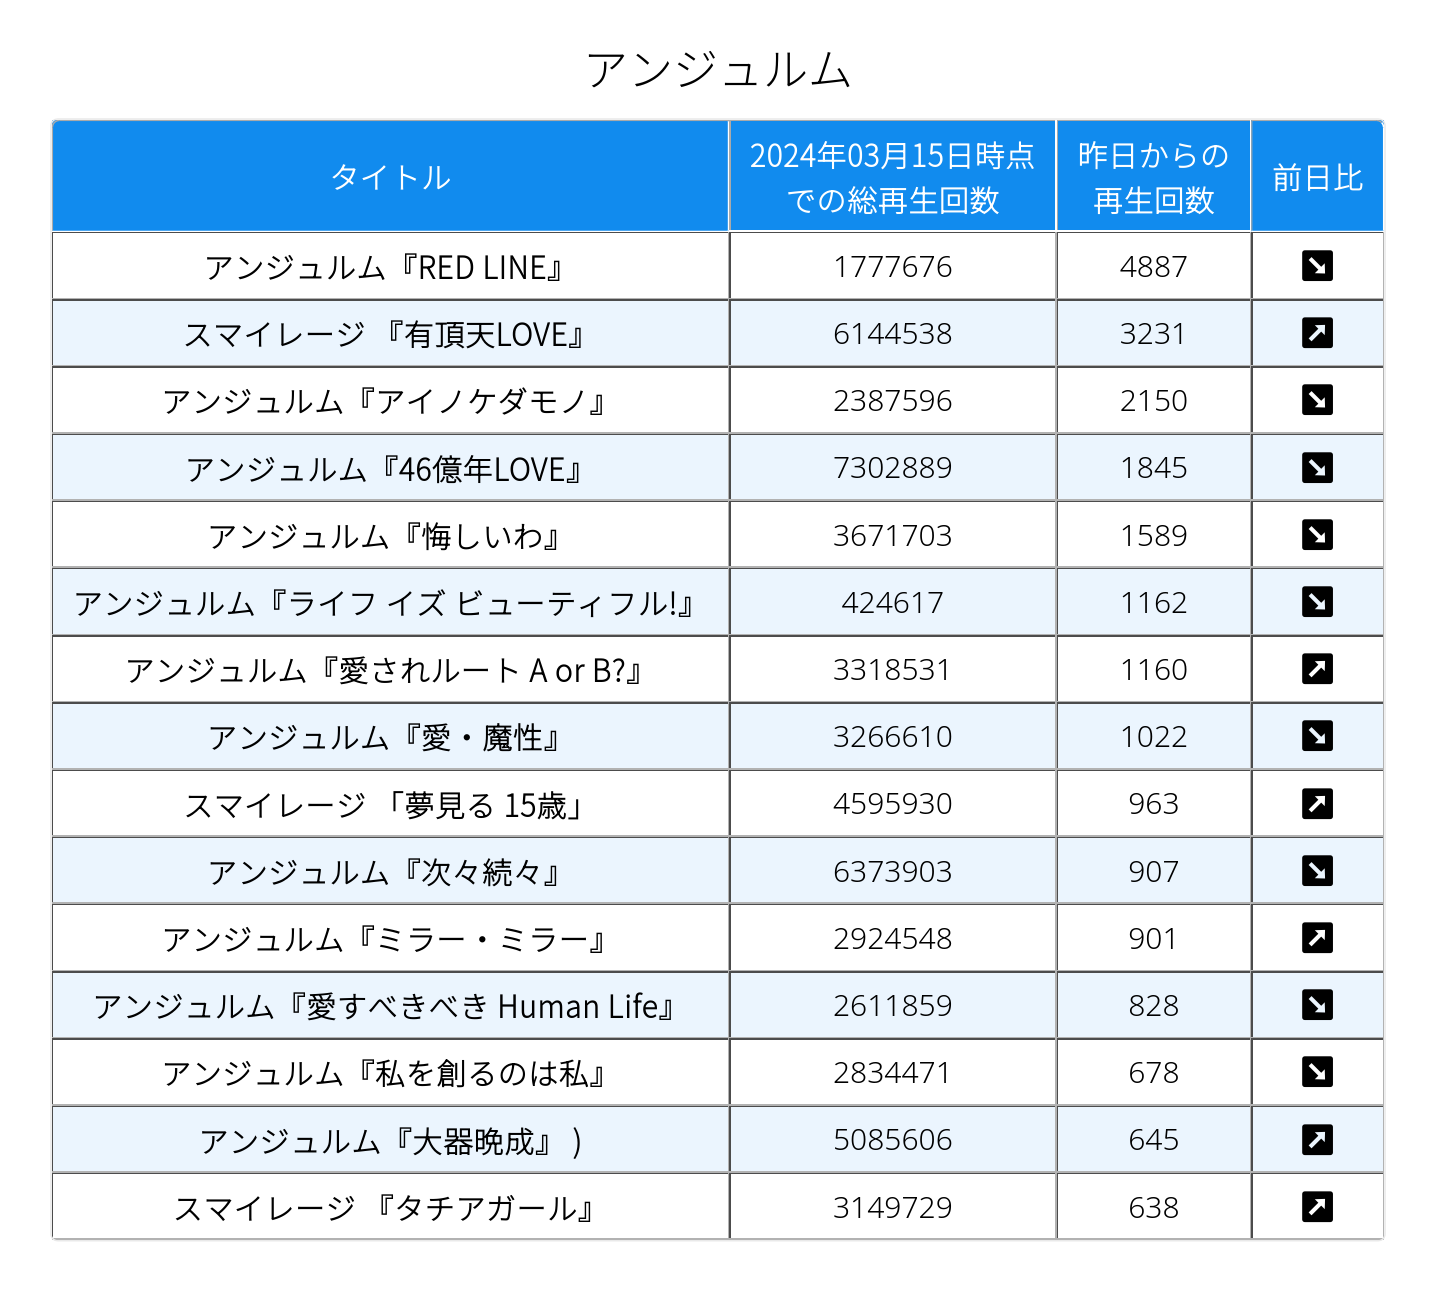 アンジュルム
タイトル
2024年03月15日時点
での総再生回数
昨日からの
再生回数
前日比
アンジュルム『RED LINE』 1777676 4887 ↘
スマイレージ 『有頂天LOVE』 6144538 3231 ↗
アンジュルム『アイノケダモノ』 2387596 2150 ↘
アンジュルム『46億年LOVE』 7302889 1845 ↘
アンジュルム『悔しいわ』 3671703 1589 ↘
アンジュルム『ライフ イズ ビューティフル!』 424617 1162 ↘
アンジュルム『愛されルート A or B?』 3318531 1160 ↗
アンジュルム『愛・魔性』 3266610 1022 ↘
スマイレージ 「夢見る 15歳」 4595930 963 ↗
アンジュルム『次々続々』 6373903 907 ↘
アンジュルム『ミラー・ミラー』 2924548 901 ↗
アンジュルム『愛すべきべき Human Life』 2611859 828 ↘
アンジュルム『私を創るのは私』 2834471 678 ↘
アンジュルム『大器晩成』 ) 5085606 645 ↗
スマイレージ 『タチアガール』 3149729 638 ↗